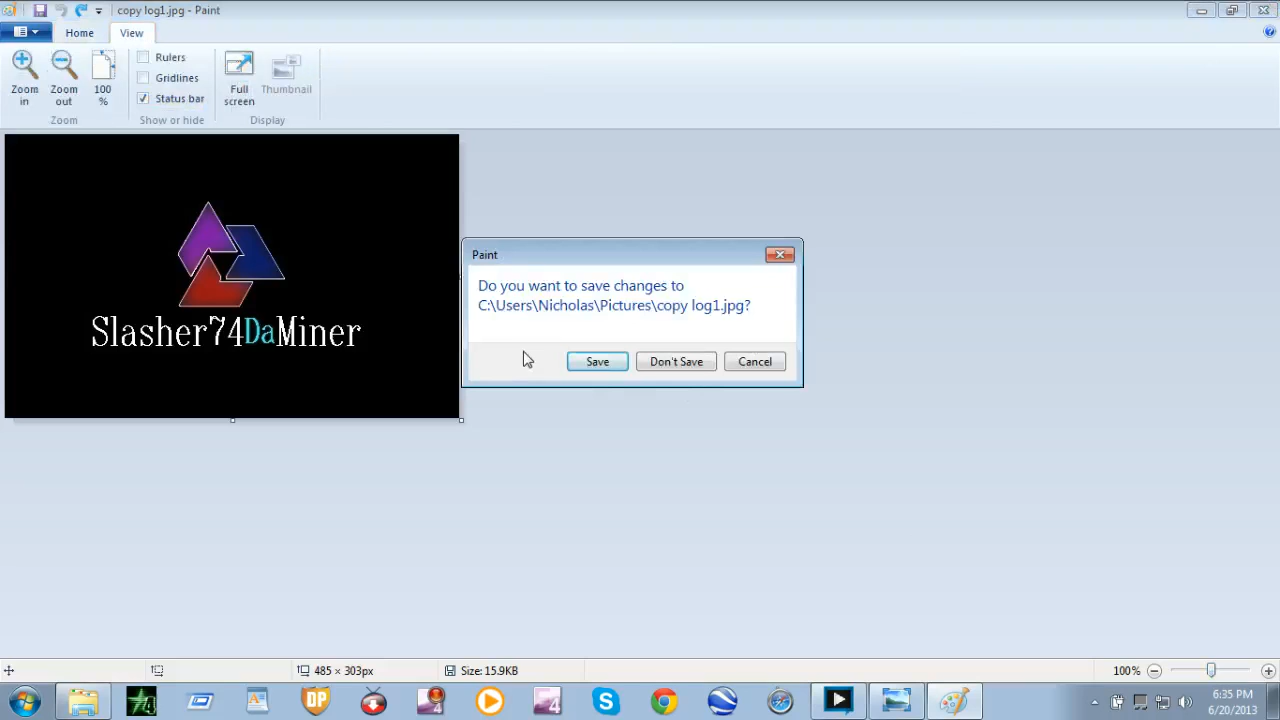 copy log1.jpg - Paint
Home
View
Zoom in
Zoom out
100 %
Rulers
Gridlines
Status bar
Full screen
Thumbnail
Zoom
Show or hide
Display
Slasher74DaMiner
Paint
Do you want to save changes to
C:\Users\Nicholas\Pictures\copy log1.jpg?
Save
Don't Save
Cancel
485 × 303px
Size: 15.9KB
100%
DP
4
6:35 PM
6/20/2013